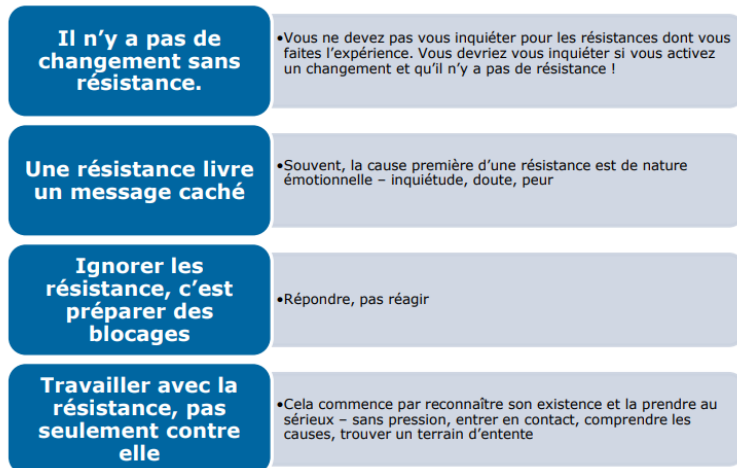 Il n’y a pas de
changement sans
résistance.
•Vous ne devez pas vous inquiéter pour les résistances dont vous
faites l’expérience. Vous devriez vous inquiéter si vous activez
un changement et qu’il n’y a pas de résistance !
Une résistance livre
un message caché
•Souvent, la cause première d’une résistance est de nature
émotionnelle – inquiétude, doute, peur
Ignorer les
résistance, c’est
préparer des
blocages
•Répondre, pas réagir
Travailler avec la
résistance, pas
seulement contre
elle
•Cela commence par reconnaître son existence et la prendre au
sérieux – sans pression, entrer en contact, comprendre les
causes, trouver un terrain d’entente